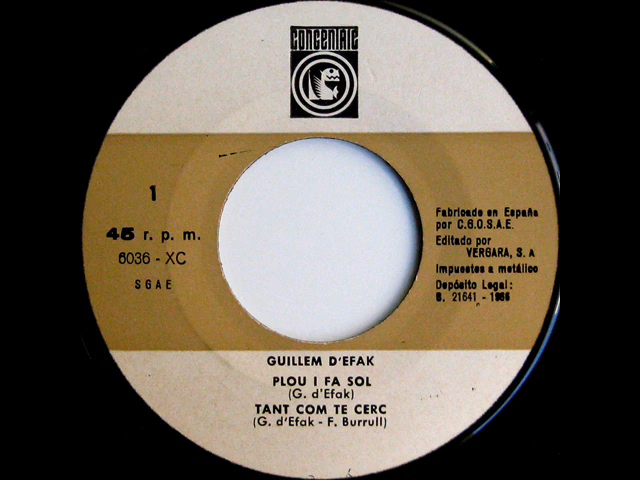 concentric
1
45 r. p. m.
6036 - XC
SGAE
Fabricado en España
por C.G.O.S.A.E.
Editado por
VERGARA, S. A
Impuestos a metálico
Depósito Legal:
B. 21641 - 1966
GUILLEM D'EFAK
PLOU I FA SOL
(G. d'Efak)
TANT COM TE CERC
(G. d'Efak - F. Burrull)